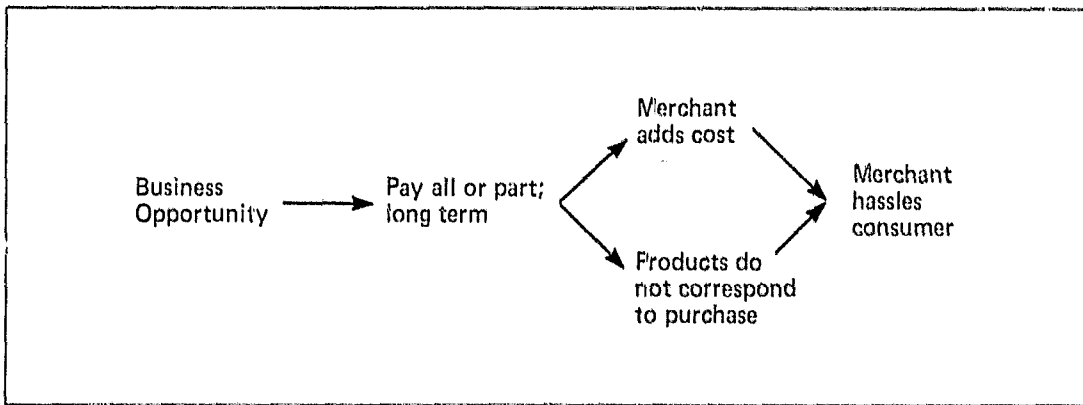 Business
Opportunity
Pay all or part;
long term
Merchant
adds cost
Products do
not correspond
to purchase
Merchant
hassles
consumer